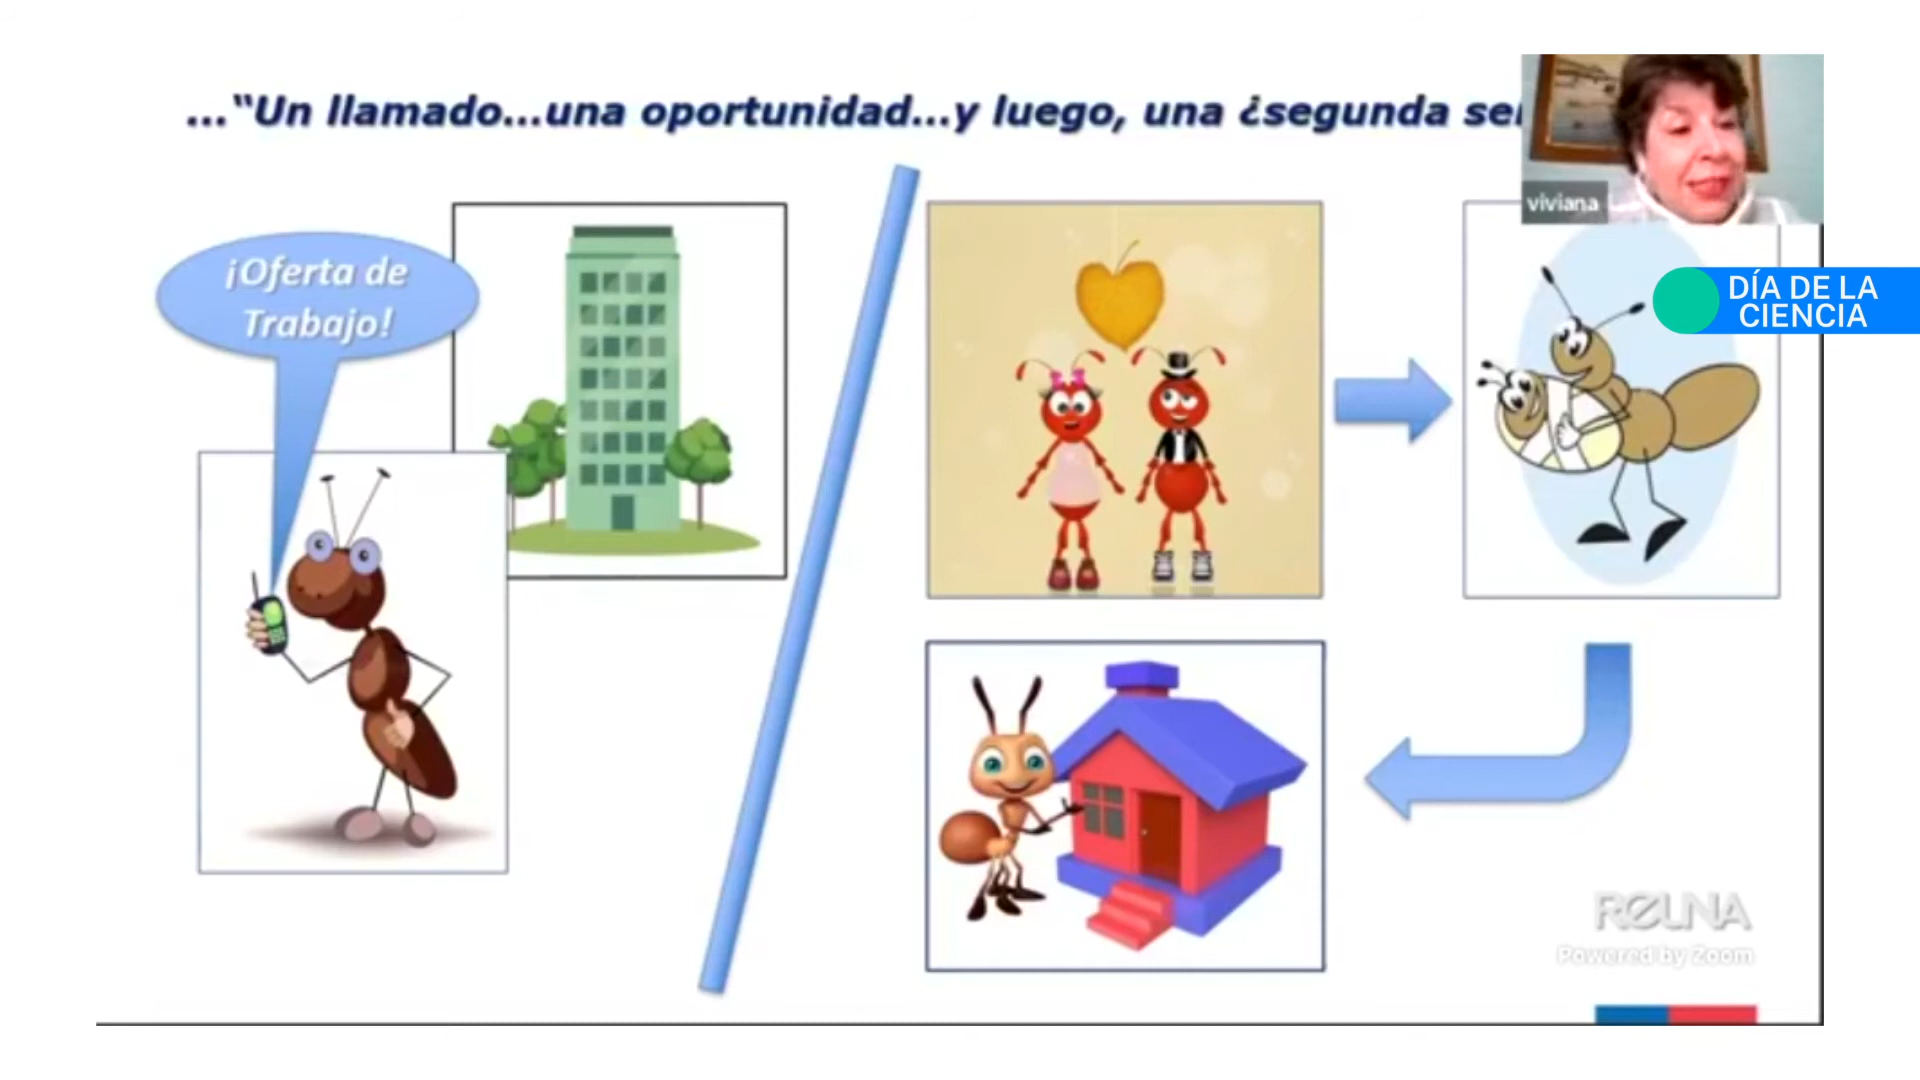 ..."Un llamado...una oportunidad...y luego, una ¿segunda
viviana
¡Oferta de
Trabajo!
DÍA DE LA
CIENCIA
REUNA
Powered by Zoom